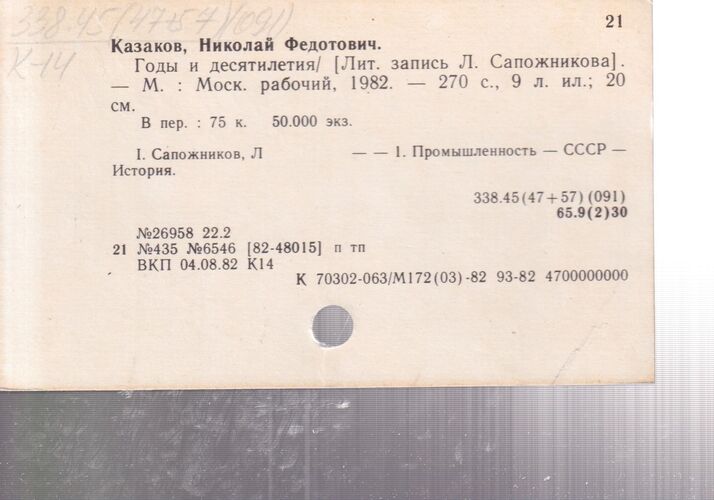 338.45(47+57)(091)
К-14
21
Казаков, Николай Федотович.
Годы и десятилетия/ [Лит. запись Л. Сапожникова].
— М. : Моск. рабочий, 1982. — 270 с., 9 л. ил.; 20
см.
В пер. : 75 к. 50.000 экз.
I. Сапожников, Л — — 1. Промышленность — СССР —
История.
338.45(47+57)(091)
65.9(2)30
№26958 22.2
21 №435 №6546 [82-48015] п тп
ВКП 04.08.82 К14
К 70302-063/М172(03)-82 93-82 4700000000